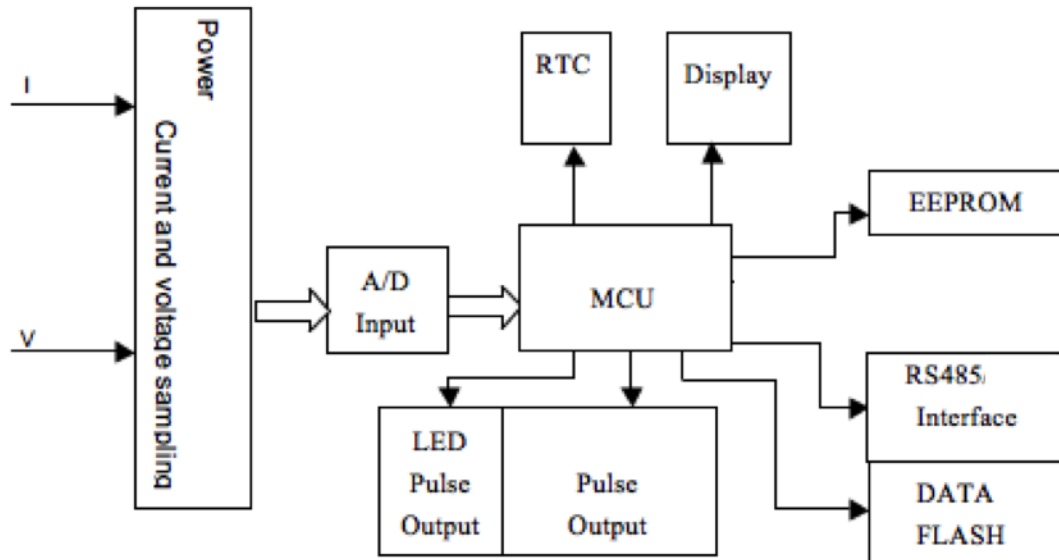 I
V
Power
Current and voltage sampling
A/D
Input
MCU
RTC
Display
EEPROM
RS485/
Interface
DATA
FLASH
LED
Pulse
Output
Pulse
Output